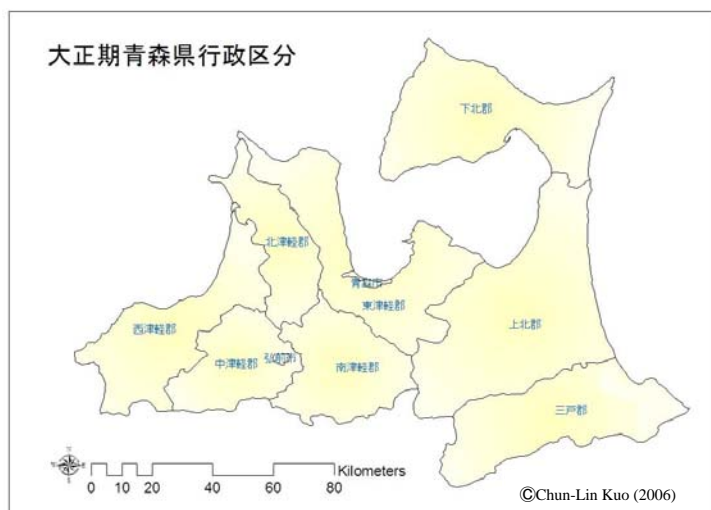 大正期青森県行政区分
下北郡
北津軽郡
青森市
東津軽郡
西津軽郡
上北郡
中津軽郡
弘前市
南津軽郡
三戸郡
Kilometers
0 10 20 40 60 80
©Chun-Lin Kuo (2006)